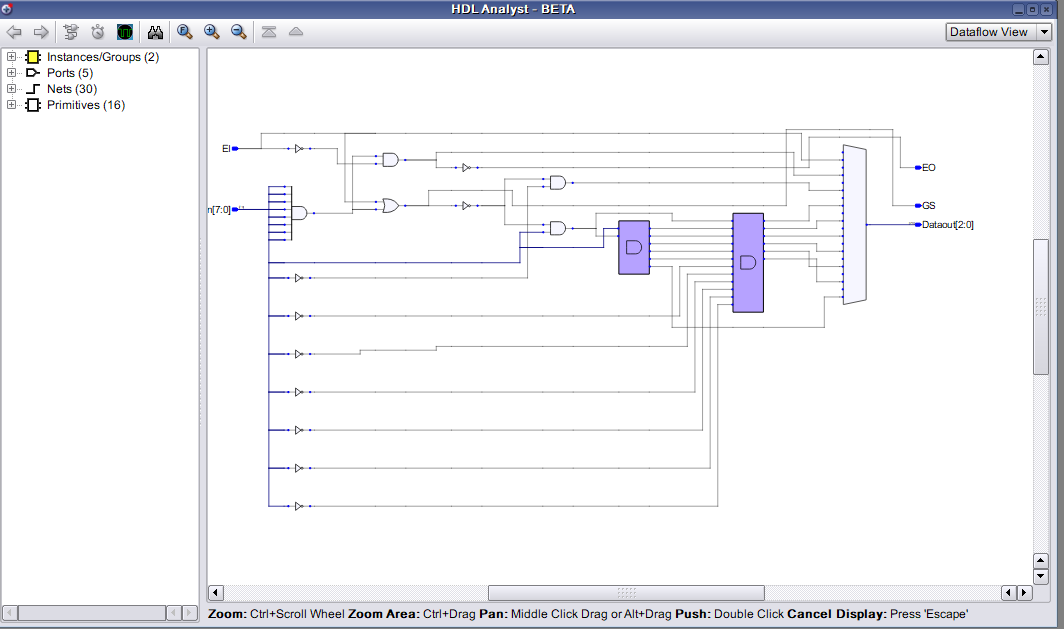 HDL Analyst - BETA
Dataflow View
Instances/Groups (2)
Ports (5)
Nets (30)
Primitives (16)
EI
n[7:0]
EO
GS
Dataout[2:0]
Zoom: Ctrl+Scroll Wheel Zoom Area: Ctrl+Drag Pan: Middle Click Drag or Alt+Drag Push: Double Click Cancel Display: Press 'Escape'